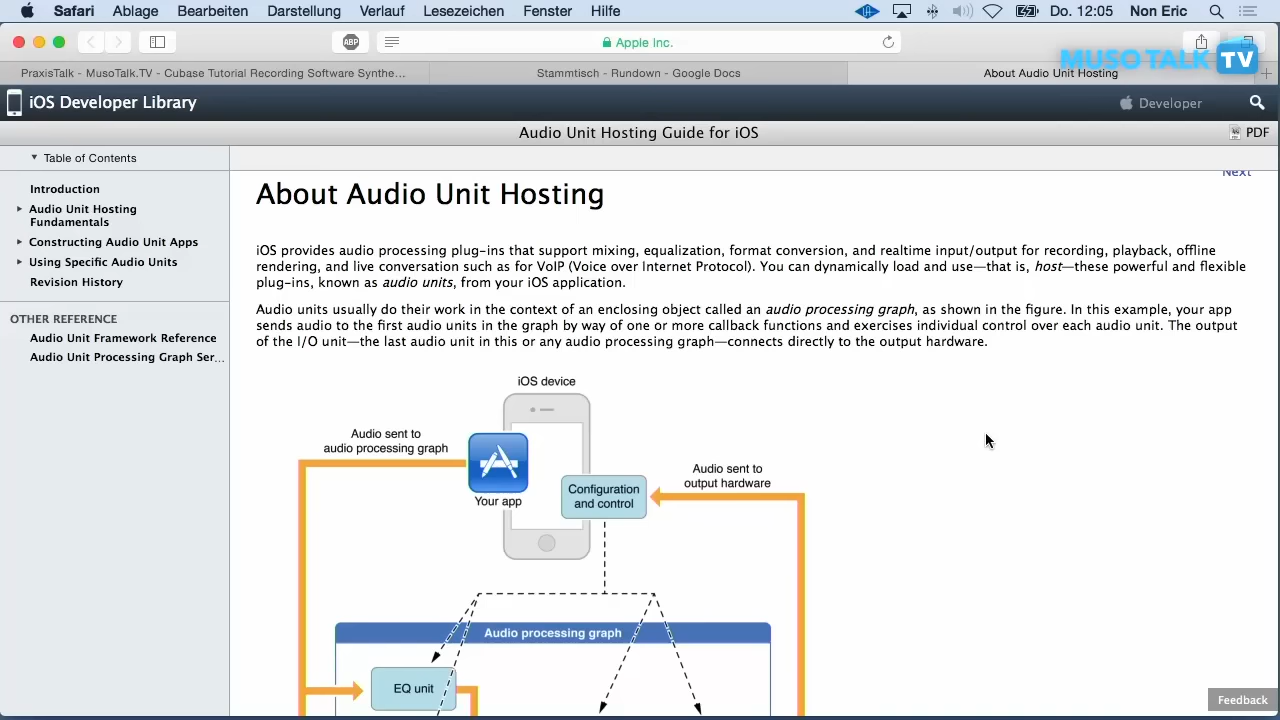 Safari Ablage Bearbeiten Darstellung Verlauf Lesezeichen Fenster Hilfe Do. 12:05 Non Eric
ABP Apple Inc.
MUSO TALK TV
PraxisTalk - MusoTalk.TV - Cubase Tutorial Recording Software Synthe… Stammtisch - Rundown - Google Docs About Audio Unit Hosting
iOS Developer Library Developer
Audio Unit Hosting Guide for iOS PDF
Table of Contents
Next
Introduction
Audio Unit Hosting
Fundamentals
Constructing Audio Unit Apps
Using Specific Audio Units
Revision History
OTHER REFERENCE
Audio Unit Framework Reference
Audio Unit Processing Graph Ser…
About Audio Unit Hosting
iOS provides audio processing plug-ins that support mixing, equalization, format conversion, and realtime input/output for recording, playback, offline
rendering, and live conversation such as for VoIP (Voice over Internet Protocol). You can dynamically load and use—that is, host—these powerful and flexible
plug-ins, known as audio units, from your iOS application.
Audio units usually do their work in the context of an enclosing object called an audio processing graph, as shown in the figure. In this example, your app
sends audio to the first audio units in the graph by way of one or more callback functions and exercises individual control over each audio unit. The output
of the I/O unit—the last audio unit in this or any audio processing graph—connects directly to the output hardware.
iOS device
Audio sent to
audio processing graph
Your app
Configuration
and control
Audio sent to
output hardware
Audio processing graph
EQ unit
Feedback